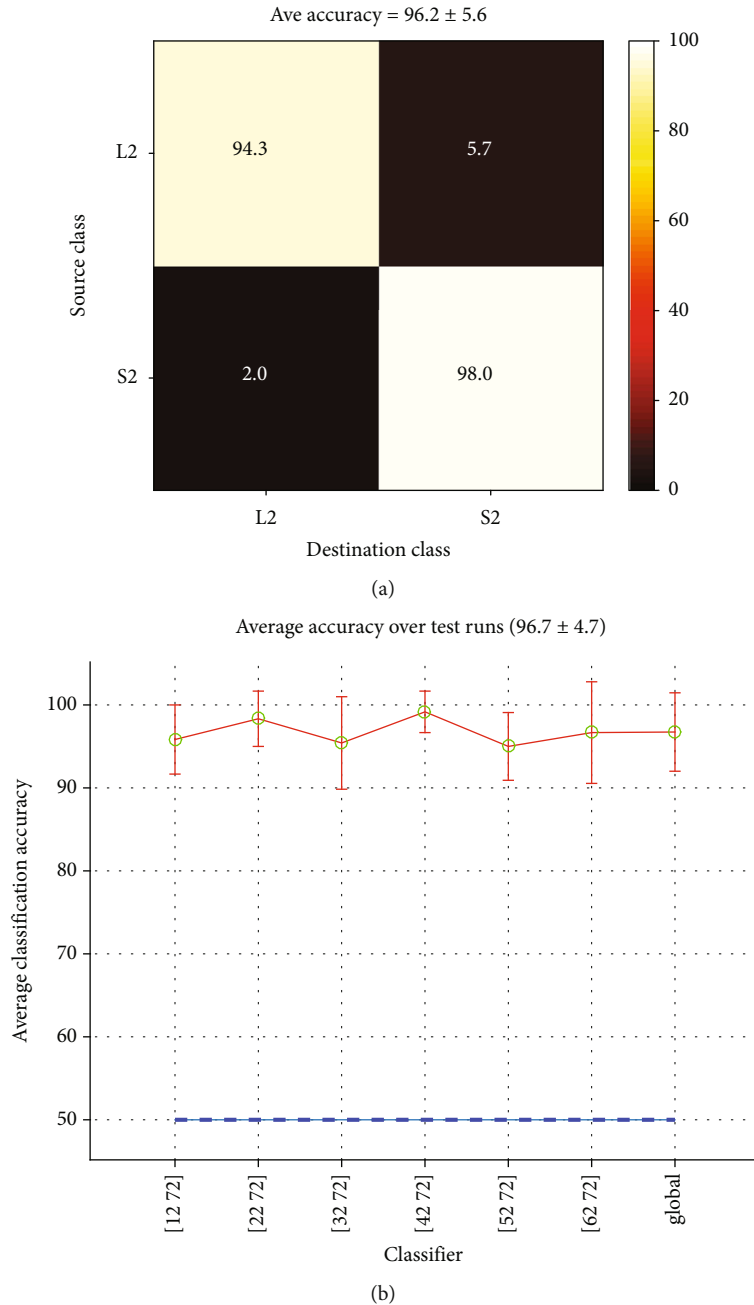 Ave accuracy = 96.2 ± 5.6
Source class
L2
94.3
5.7
S2
2.0
98.0
L2
S2
Destination class
100
80
60
40
20
0
(a)
Average accuracy over test runs (96.7 ± 4.7)
Average classification accuracy
100
90
80
70
60
50
[12 72]
[22 72]
[32 72]
[42 72]
[52 72]
[62 72]
global
Classifier
(b)